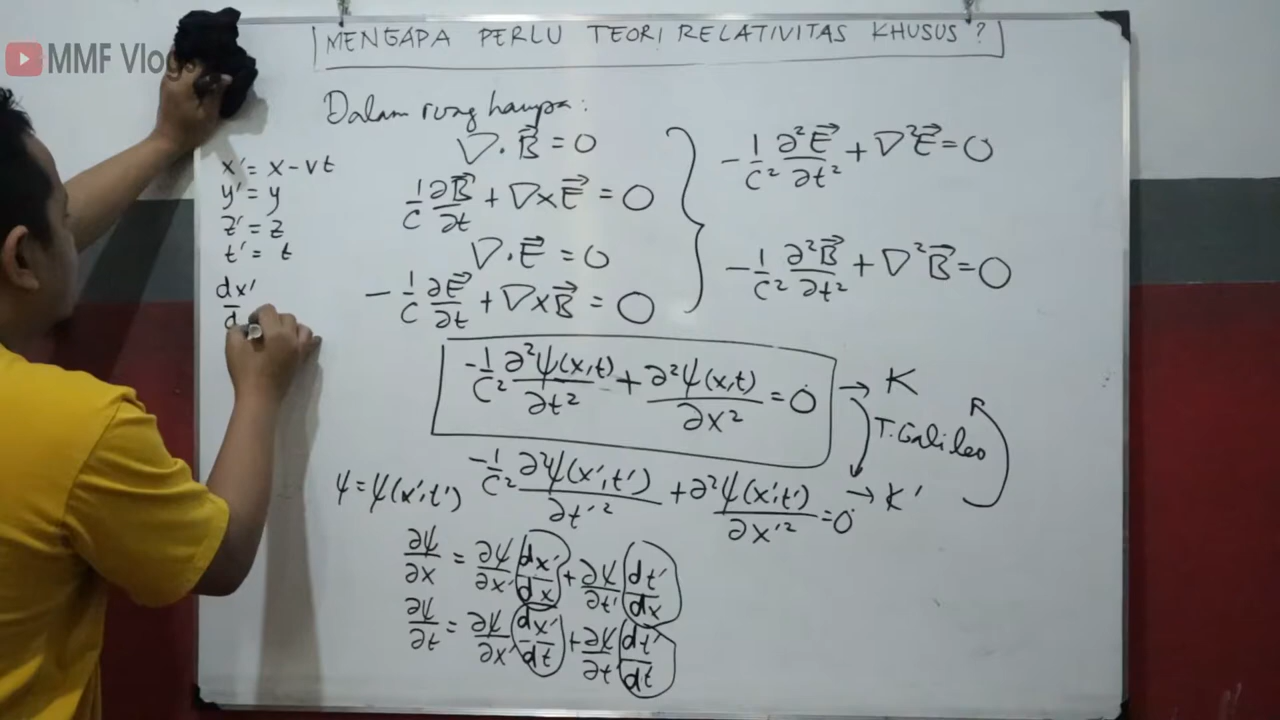 MMF Vlogs
MENGAPA PERLU TEORI RELATIVITAS KHUSUS?
Dalam ruang hampa:
∇·B⃗ = 0
1/c ∂B⃗/∂t + ∇×E⃗ = 0
∇·E⃗ = 0
-1/c ∂E⃗/∂t + ∇×B⃗ = 0
-1/c² ∂²E⃗/∂t² + ∇²E⃗ = 0
-1/c² ∂²B⃗/∂t² + ∇²B⃗ = 0
x' = x - vt
y' = y
z' = z
t' = t
dx'/d
-1/c² ∂²ψ(x,t)/∂t² + ∂²ψ(x,t)/∂x² = 0 → K
T. Galileo
ψ = ψ(x',t') -1/c² ∂²ψ(x',t')/∂t'² + ∂²ψ(x',t')/∂x'² = 0 → K'
∂ψ/∂x = ∂ψ/∂x' dx'/dx + ∂ψ/∂t' dt'/dx
∂ψ/∂t = ∂ψ/∂x' dx'/dt + ∂ψ/∂t' dt'/dt